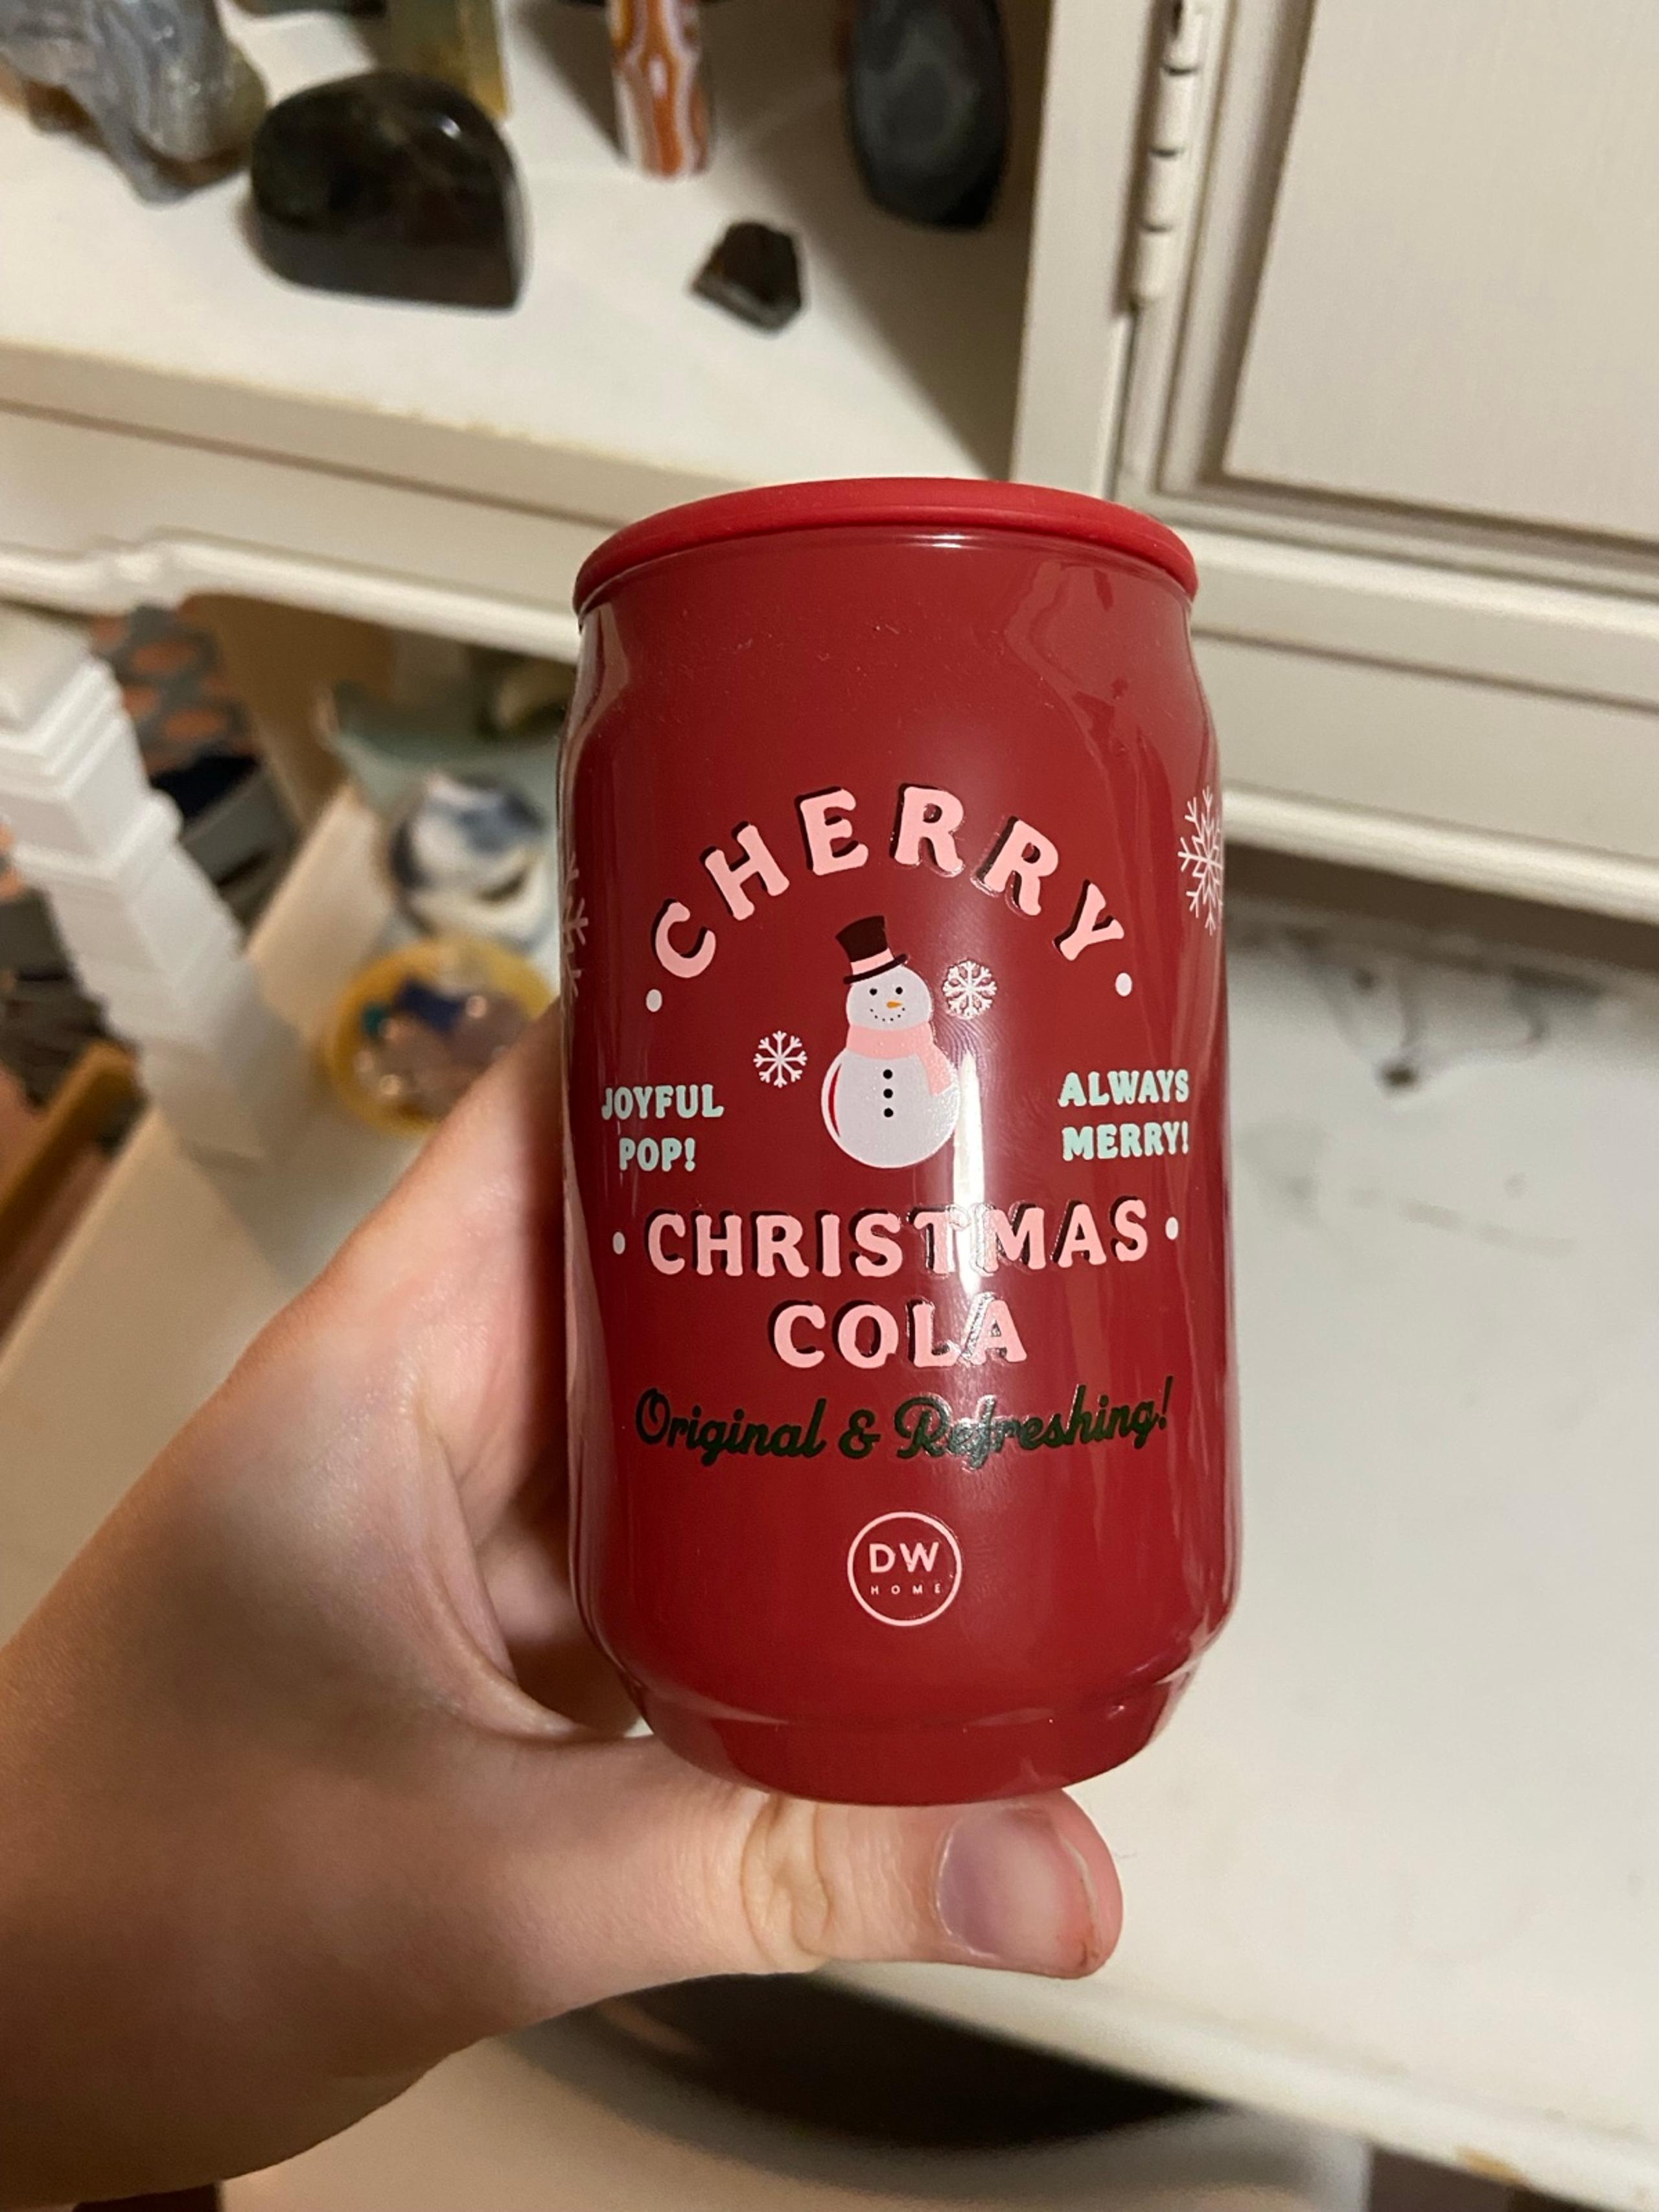 CHERRY
JOYFUL
POP!
ALWAYS
MERRY!
CHRISTMAS
COLA
Original & Refreshing!
DW
HOME